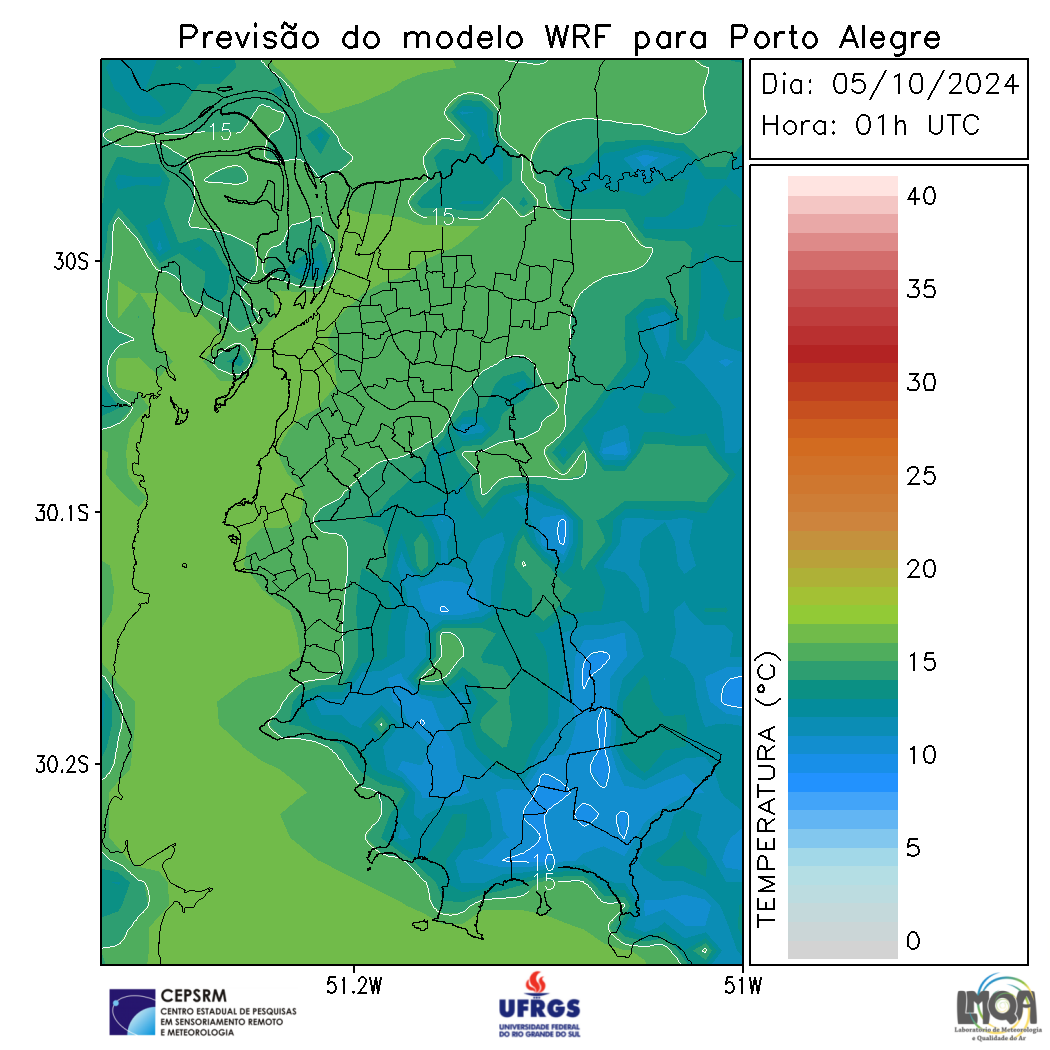 Previsão do modelo WRF para Porto Alegre
Dia: 05/10/2024
Hora: 01h UTC
15
15
10
15
30S
30.1S
30.2S
51.2W
51W
40
35
30
25
20
15
10
5
0
TEMPERATURA (°C)
CEPSRM
CENTRO ESTADUAL DE PESQUISAS
EM SENSORIAMENTO REMOTO
E METEOROLOGIA
UFRGS
UNIVERSIDADE FEDERAL
DO RIO GRANDE DO SUL
LMQA
Laboratório de Meteorologia
e Qualidade do Ar